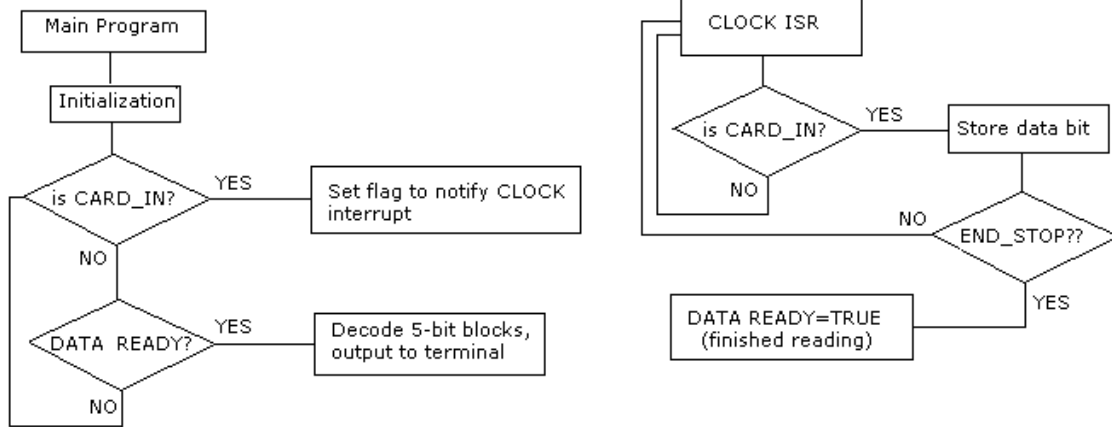 Main Program
Initialization
is CARD_IN?
YES
Set flag to notify CLOCK
interrupt
NO
DATA READY?
YES
Decode 5-bit blocks,
output to terminal
NO
CLOCK ISR
is CARD_IN?
YES
Store data bit
NO
NO
END_STOP??
YES
DATA READY=TRUE
(finished reading)